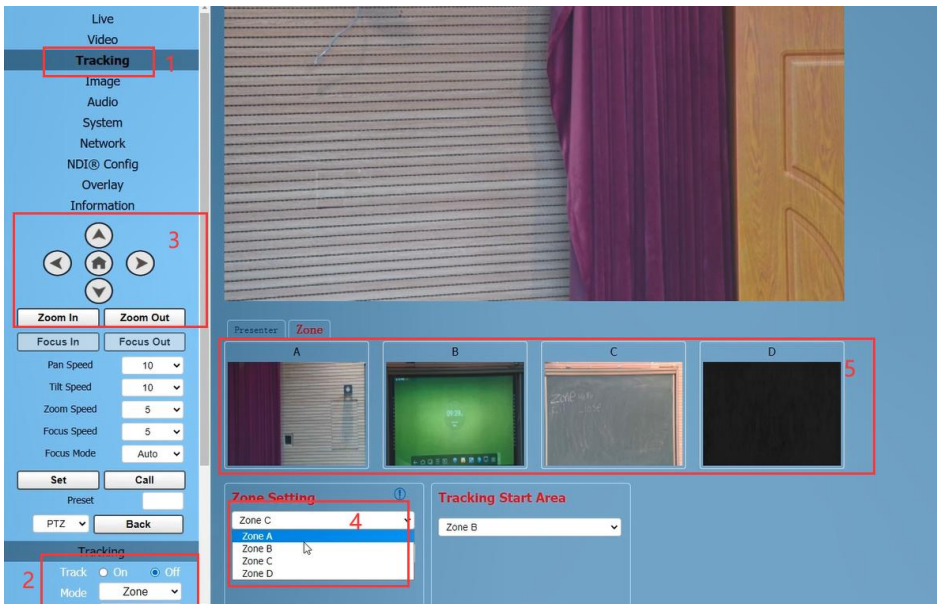 Live
Video
Tracking
1
Image
Audio
System
Network
NDI® Config
Overlay
Information
3
Zoom In Zoom Out
Focus In Focus Out
Pan Speed 10
Tilt Speed 10
Zoom Speed 5
Focus Speed 5
Focus Mode Auto
Set Call
Preset
PTZ Back
Tracking
2
Track On Off
Mode Zone
Presenter Zone
A B C D
5
Zone
Zone Setting
Zone C
4
Zone A
Zone B
Zone C
Zone D
Tracking Start Area
Zone B